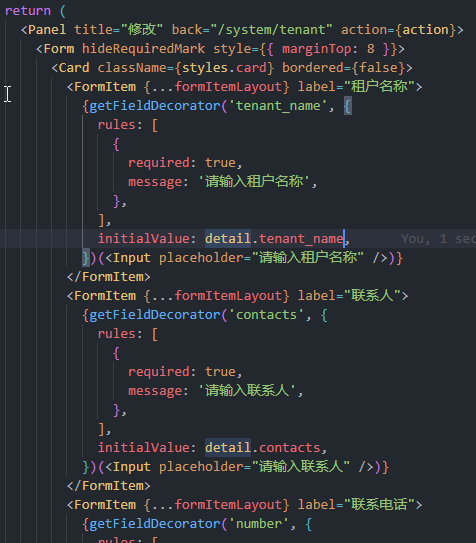 return (
<Panel title="修改" back="/system/tenant" action={action}>
<Form hideRequiredMark style={{ marginTop: 8 }}>
<Card className={styles.card} bordered={false}>
<FormItem {...formItemLayout} label="租户名称">
{getFieldDecorator('tenant_name', {
rules: [
{
required: true,
message: '请输入租户名称',
},
],
initialValue: detail.tenant_name, You, 1 sec
})(<Input placeholder="请输入租户名称" />)}
</FormItem>
<FormItem {...formItemLayout} label="联系人">
{getFieldDecorator('contacts', {
rules: [
{
required: true,
message: '请输入联系人',
},
],
initialValue: detail.contacts,
})(<Input placeholder="请输入联系人" />)}
</FormItem>
<FormItem {...formItemLayout} label="联系电话">
{getFieldDecorator('number', {
rules: [